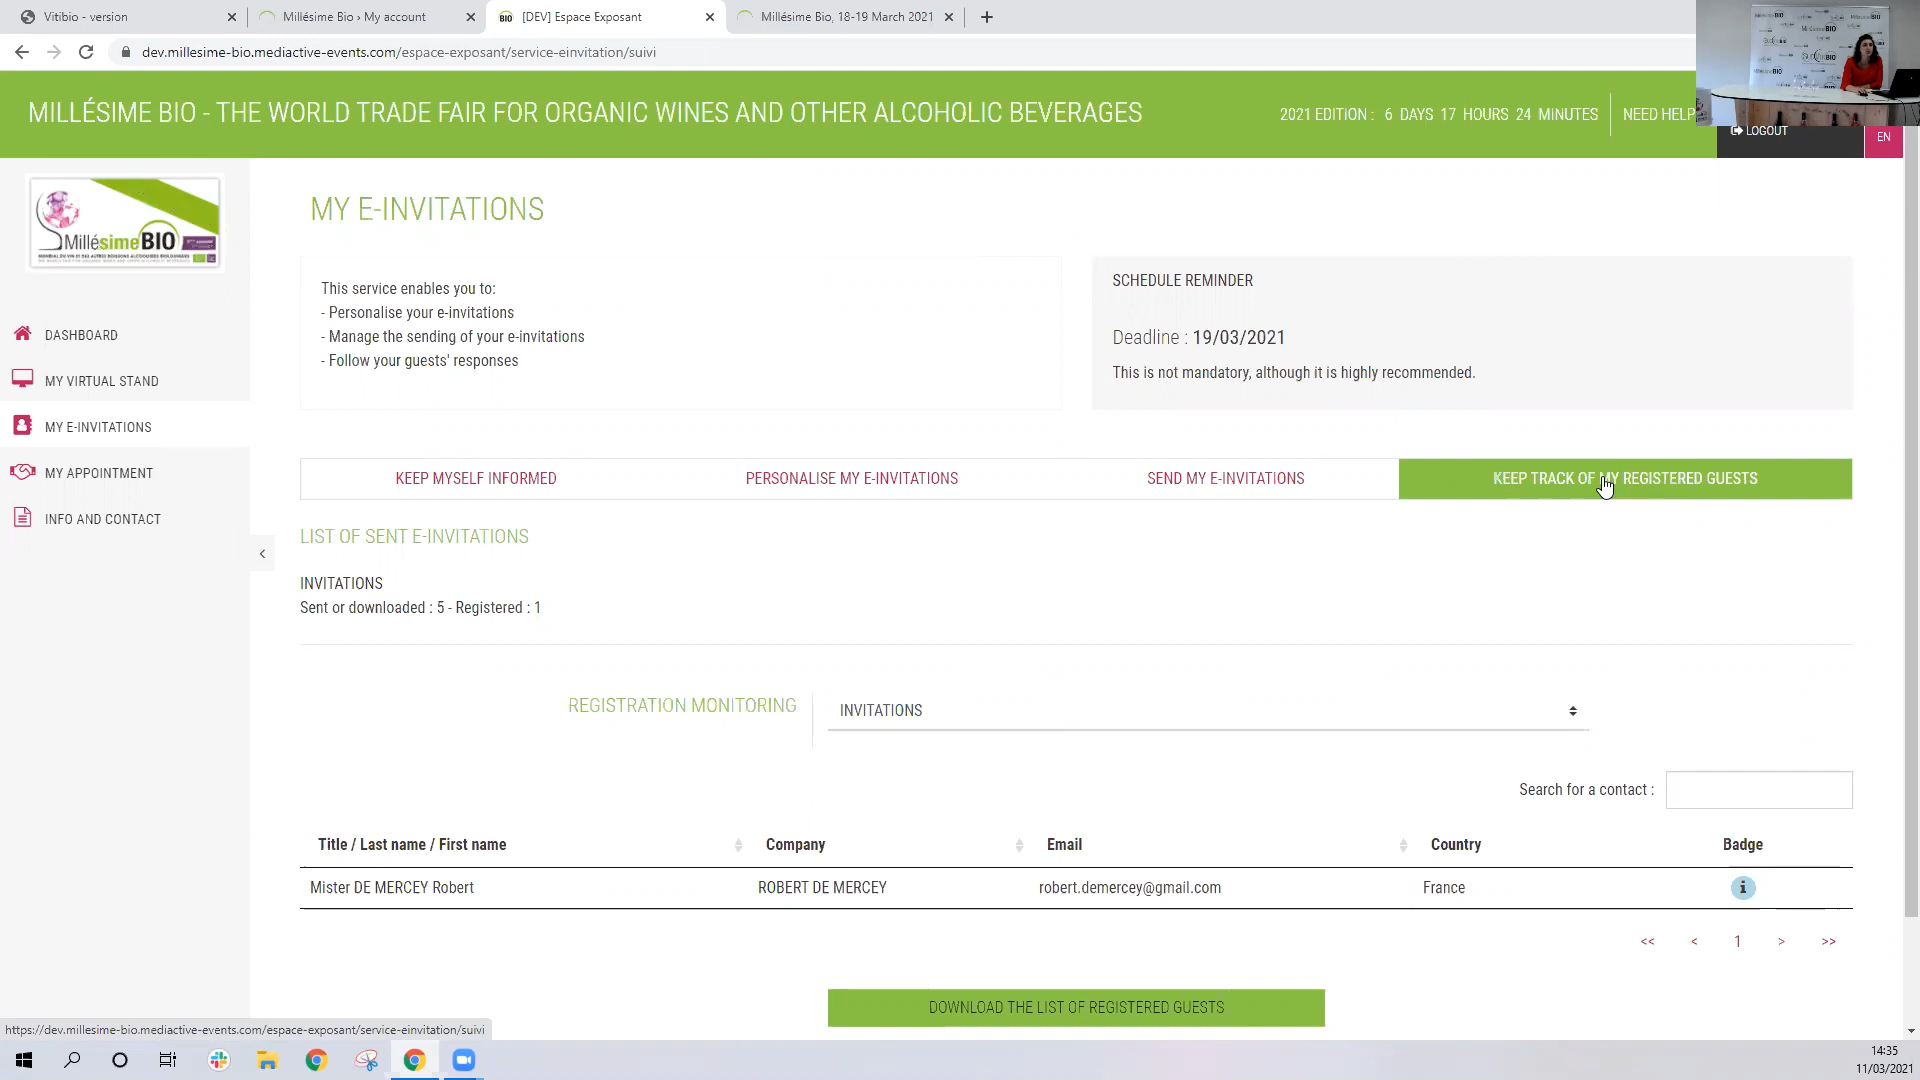 Vitibio - version
Millésime Bio › My account
[DEV] Espace Exposant
Millésime Bio, 18-19 March 2021
dev.millesime-bio.mediactive-events.com/espace-exposant/service-einvitation/suivi
MILLÉSIME BIO - THE WORLD TRADE FAIR FOR ORGANIC WINES AND OTHER ALCOHOLIC BEVERAGES
2021 EDITION : 6 DAYS 17 HOURS 24 MINUTES
NEED HELP
LOGOUT
EN
MillésimeBIO
DASHBOARD
MY VIRTUAL STAND
MY E-INVITATIONS
MY APPOINTMENT
INFO AND CONTACT
MY E-INVITATIONS
This service enables you to:
- Personalise your e-invitations
- Manage the sending of your e-invitations
- Follow your guests' responses
SCHEDULE REMINDER
Deadline : 19/03/2021
This is not mandatory, although it is highly recommended.
KEEP MYSELF INFORMED
PERSONALISE MY E-INVITATIONS
SEND MY E-INVITATIONS
KEEP TRACK OF MY REGISTERED GUESTS
LIST OF SENT E-INVITATIONS
INVITATIONS
Sent or downloaded : 5 - Registered : 1
REGISTRATION MONITORING
INVITATIONS
Search for a contact :
Title / Last name / First name Company Email Country Badge
Mister DE MERCEY Robert ROBERT DE MERCEY robert.demercey@gmail.com France i
<< < 1 > >>
DOWNLOAD THE LIST OF REGISTERED GUESTS
https://dev.millesime-bio.mediactive-events.com/espace-exposant/service-einvitation/suivi
14:35
11/03/2021